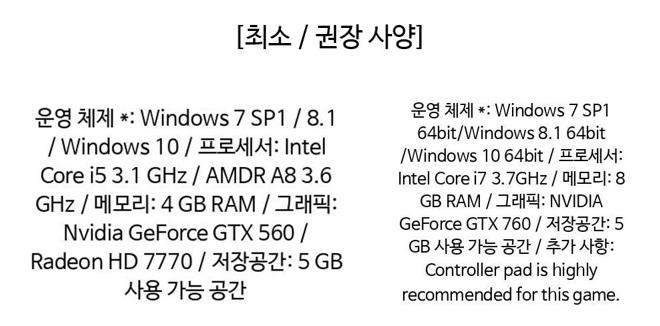 [최소 / 권장 사양]
운영 체제 *: Windows 7 SP1 / 8.1
/ Windows 10 / 프로세서: Intel
Core i5 3.1 GHz / AMDR A8 3.6
GHz / 메모리: 4 GB RAM / 그래픽:
Nvidia GeForce GTX 560 /
Radeon HD 7770 / 저장공간: 5 GB
사용 가능 공간
운영 체제 *: Windows 7 SP1
64bit/Windows 8.1 64bit
/Windows 10 64bit / 프로세서:
Intel Core i7 3.7GHz / 메모리: 8
GB RAM / 그래픽: NVIDIA
GeForce GTX 760 / 저장공간: 5
GB 사용 가능 공간 / 추가 사항:
Controller pad is highly
recommended for this game.